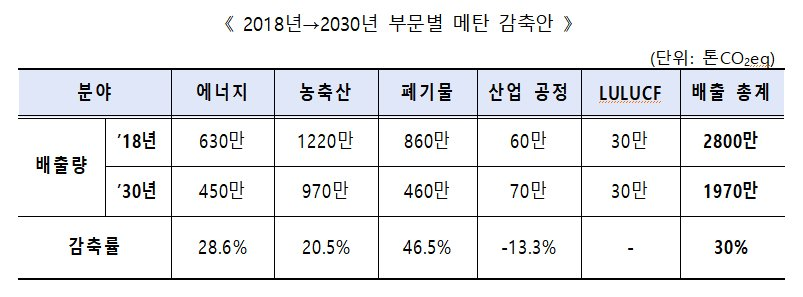 《 2018년→2030년 부문별 메탄 감축안 》
(단위: 톤CO₂eq)
분야 에너지 농축산 폐기물 산업 공정 LULUCF 배출 총계
배출량 ’18년 630만 1220만 860만 60만 30만 2800만
’30년 450만 970만 460만 70만 30만 1970만
감축률 28.6% 20.5% 46.5% -13.3% - 30%